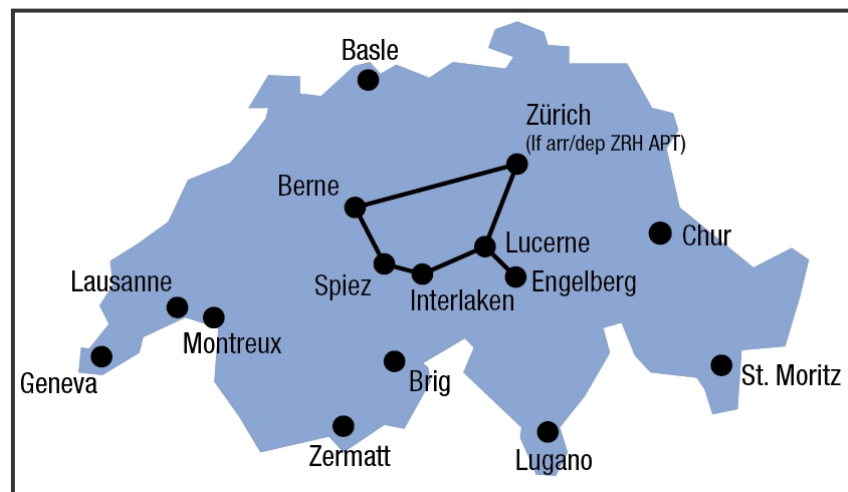 Basle
Zürich
(If arr/dep ZRH APT)
Berne
Lucerne
Chur
Lausanne
Spiez
Interlaken
Engelberg
Montreux
Geneva
Brig
St. Moritz
Zermatt
Lugano